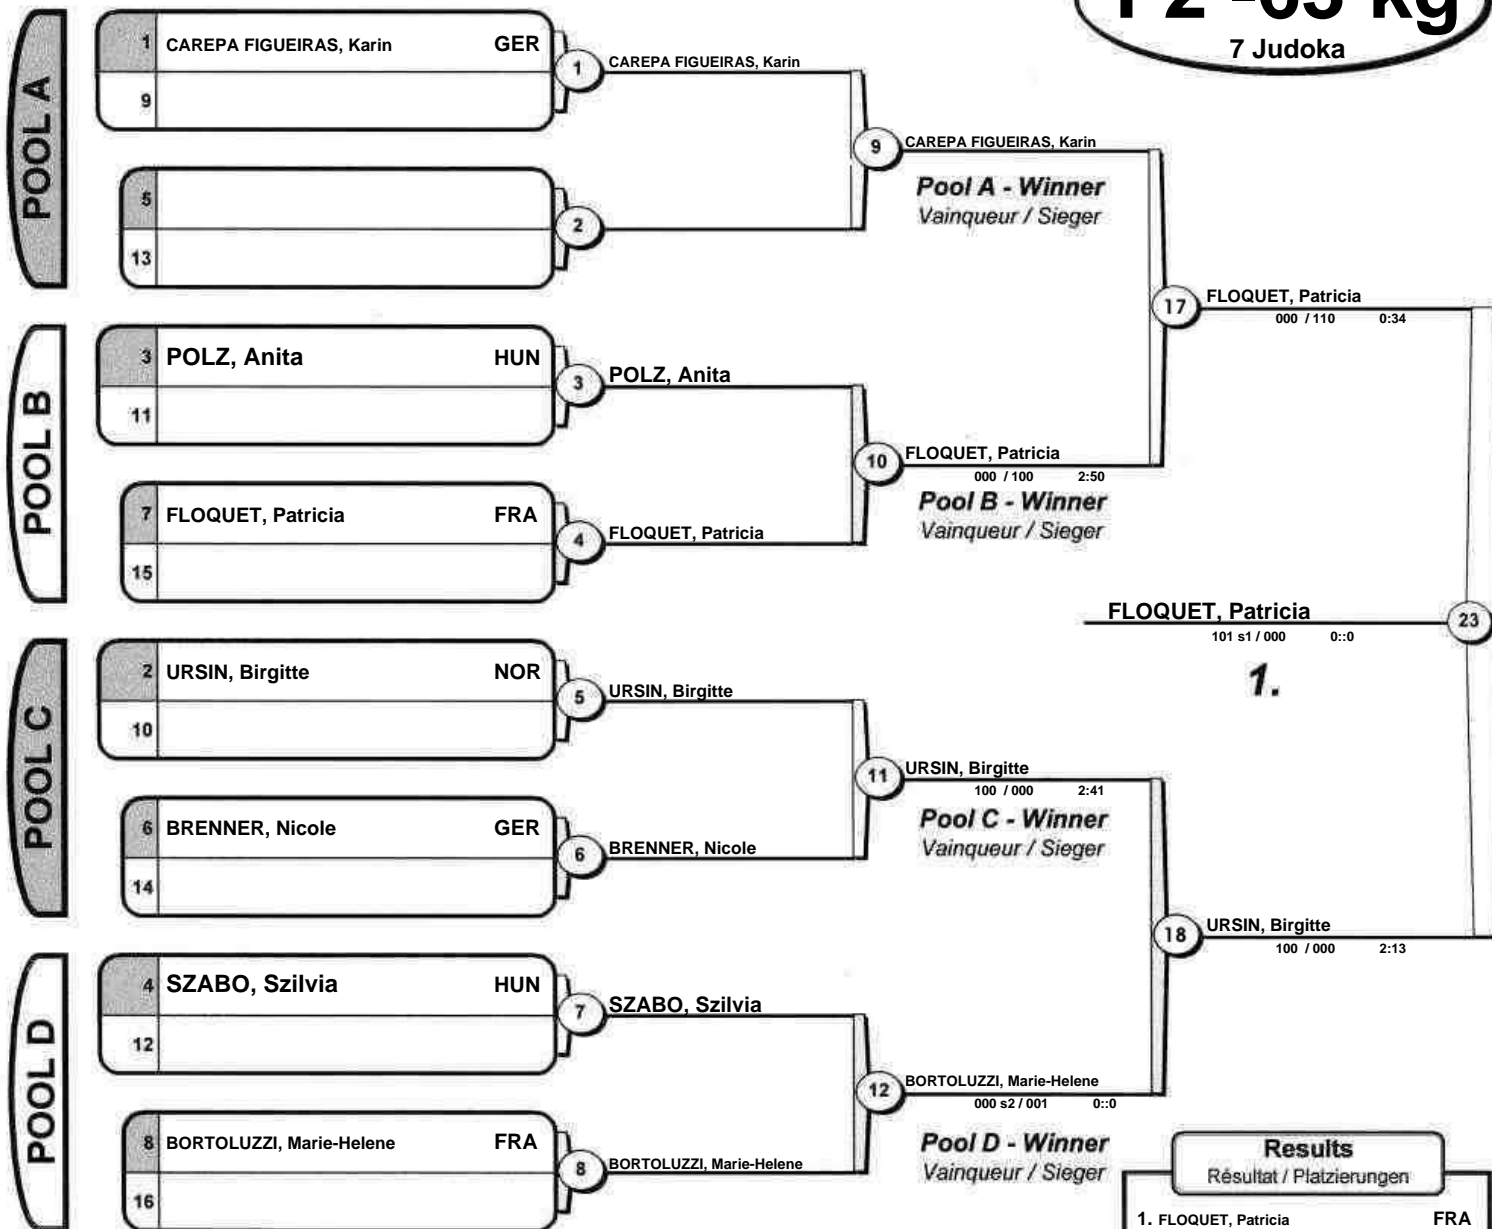 F2 -63 kg
7 Judoka
POOL A
1 CAREPA FIGUEIRAS, Karin GER
9
1 CAREPA FIGUEIRAS, Karin
5
13
2
9 CAREPA FIGUEIRAS, Karin
Pool A - Winner
Vainqueur / Sieger
POOL B
3 POLZ, Anita HUN
11
3 POLZ, Anita
7 FLOQUET, Patricia FRA
15
4 FLOQUET, Patricia
10 FLOQUET, Patricia
000 / 100 2:50
Pool B - Winner
Vainqueur / Sieger
17 FLOQUET, Patricia
000 / 110 0:34
FLOQUET, Patricia 23
101 s1 / 000 0::0
1.
POOL C
2 URSIN, Birgitte NOR
10
5 URSIN, Birgitte
6 BRENNER, Nicole GER
14
6 BRENNER, Nicole
11 URSIN, Birgitte
100 / 000 2:41
Pool C - Winner
Vainqueur / Sieger
18 URSIN, Birgitte
100 / 000 2:13
POOL D
4 SZABO, Szilvia HUN
12
7 SZABO, Szilvia
8 BORTOLUZZI, Marie-Helene FRA
16
8 BORTOLUZZI, Marie-Helene
12 BORTOLUZZI, Marie-Helene
000 s2 / 001 0::0
Pool D - Winner
Vainqueur / Sieger
Results
Résultat / Platzierungen
1. FLOQUET, Patricia FRA